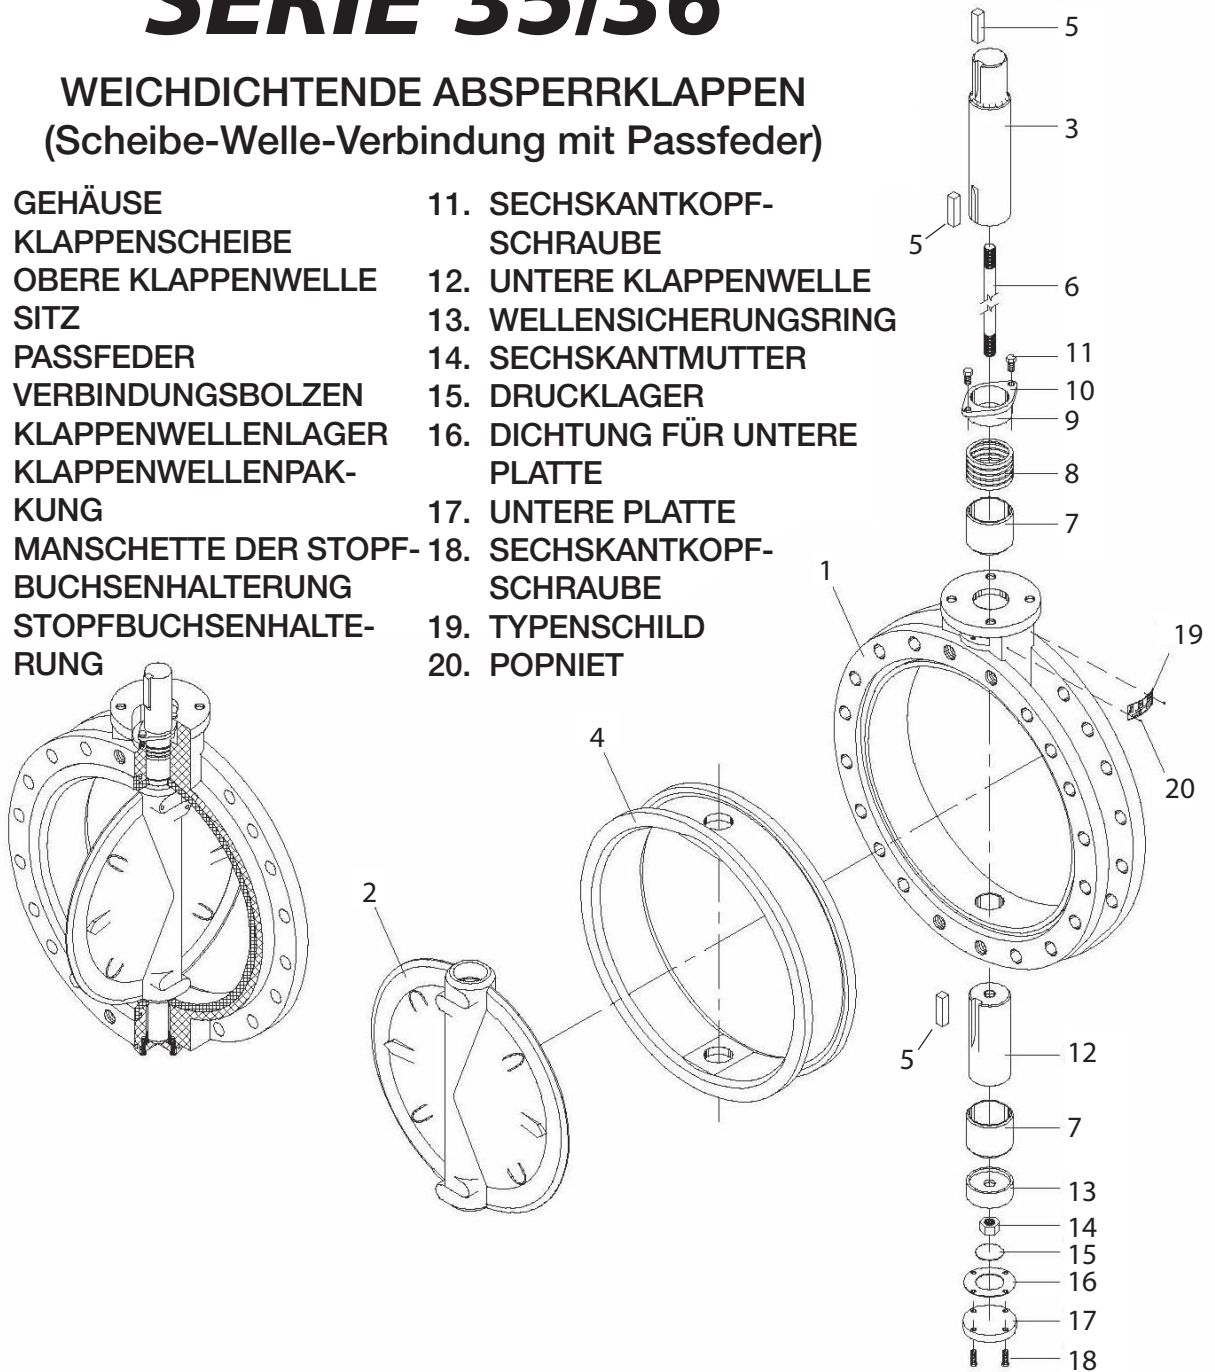 SERIE 35/36
WEICHDICHTENDE ABSPERRKLAPPEN
(Scheibe-Welle-Verbindung mit Passfeder)
GEHÄUSE
KLAPPENSCHEIBE
OBERE KLAPPENWELLE
SITZ
PASSFEDER
VERBINDUNGSBOLZEN
KLAPPENWELLENLAGER
KLAPPENWELLENPAK-
KUNG
MANSCHETTE DER STOPF-
BUCHSENHALTERUNG
STOPFBUCHSENHALTE-
RUNG
11. SECHSKANTKOPF-
SCHRAUBE
12. UNTERE KLAPPENWELLE
13. WELLENSICHERUNGSRING
14. SECHSKANTMUTTER
15. DRUCKLAGER
16. DICHTUNG FÜR UNTERE
PLATTE
17. UNTERE PLATTE
18. SECHSKANTKOPF-
SCHRAUBE
19. TYPENSCHILD
20. POPNIET
5
3
5
6
11
10
9
8
7
1
19
20
4
2
5
12
7
13
14
15
16
17
18